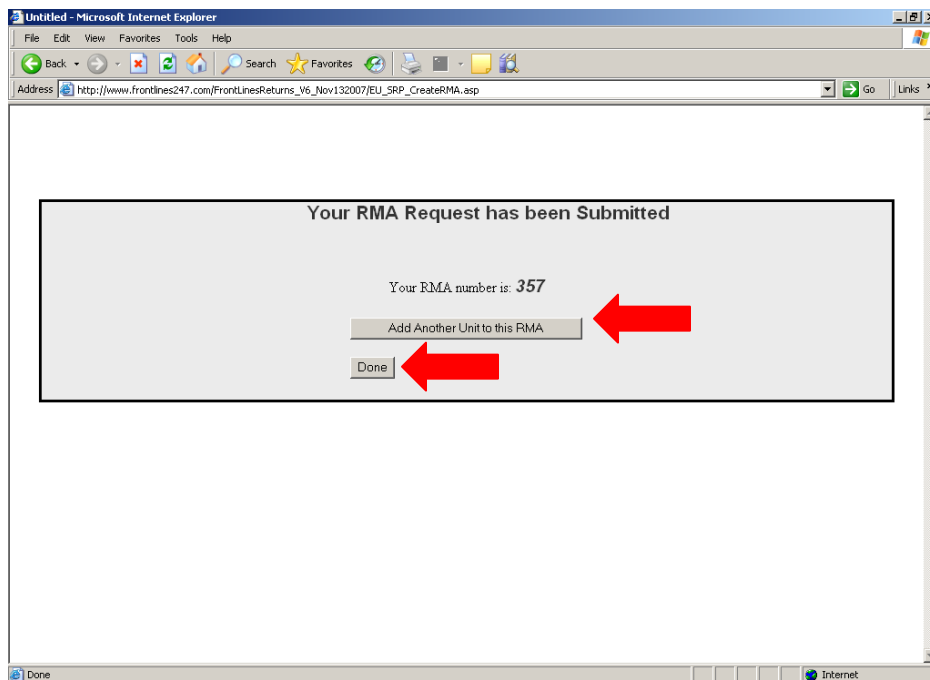 Untitled - Microsoft Internet Explorer
File Edit View Favorites Tools Help
Back Search Favorites
Address http://www.frontlines247.com/FrontLinesReturns_V6_Nov132007/EU_SRP_CreateRMA.asp Go Links
Your RMA Request has been Submitted
Your RMA number is: 357
Add Another Unit to this RMA
Done
Done Internet